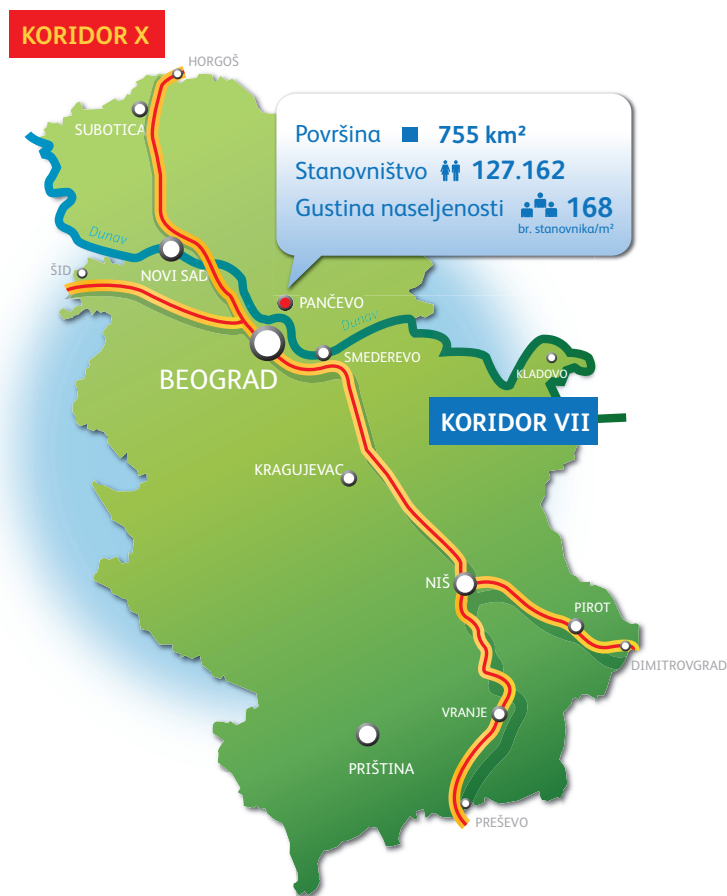 KORIDOR X
HORGOŠ
SUBOTICA
Površina 755 km²
Stanovništvo 127.162
Gustina naseljenosti 168
br. stanovnika/m²
Dunav
ŠID
NOVI SAD
PANČEVO
Dunav
SMEDEREVO
BEOGRAD
KLADOVO
KORIDOR VII
KRAGUJEVAC
NIŠ
PIROT
DIMITROVGRAD
VRANJE
PRIŠTINA
PREŠEVO